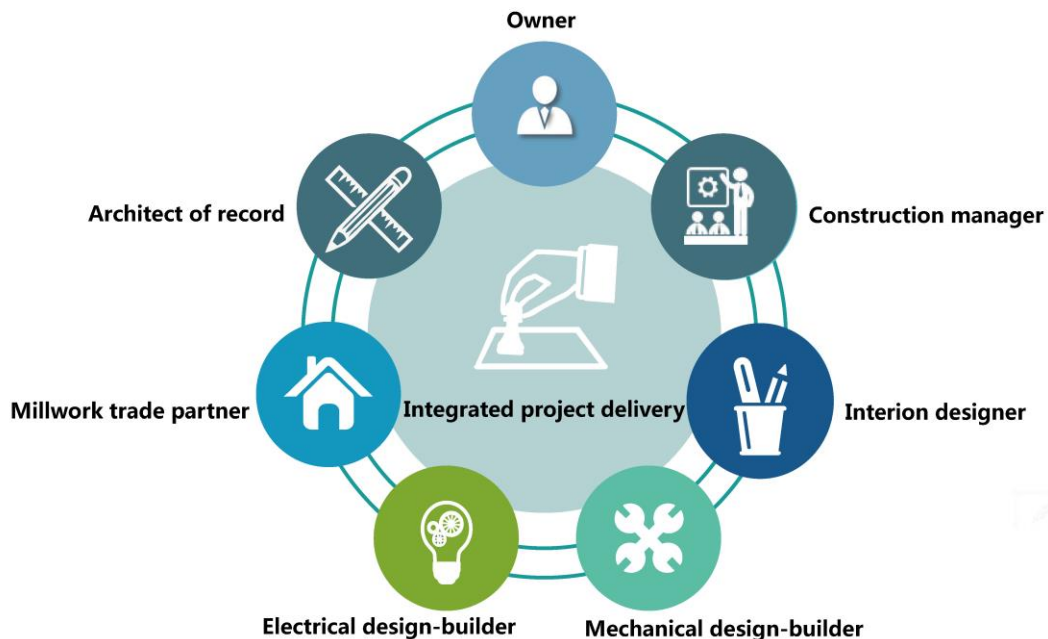 Owner
Architect of record
Construction manager
Millwork trade partner
Integrated project delivery
Interion designer
Electrical design-builder
Mechanical design-builder